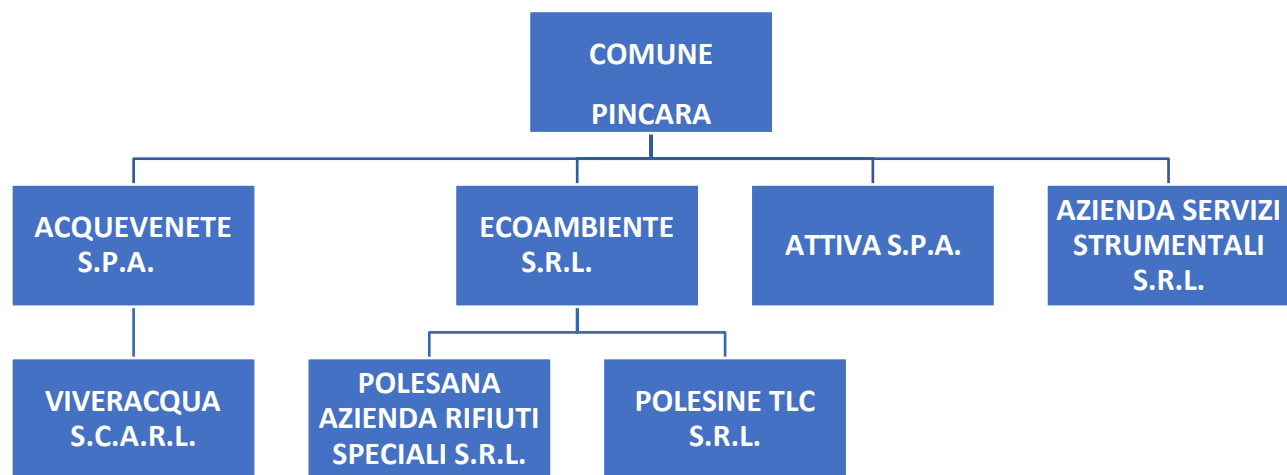 COMUNE
PINCARA
ACQUEVENETE
S.P.A.
ECOAMBIENTE
S.R.L.
ATTIVA S.P.A.
AZIENDA SERVIZI
STRUMENTALI
S.R.L.
VIVERACQUA
S.C.A.R.L.
POLESANA
AZIENDA RIFIUTI
SPECIALI S.R.L.
POLESINE TLC
S.R.L.